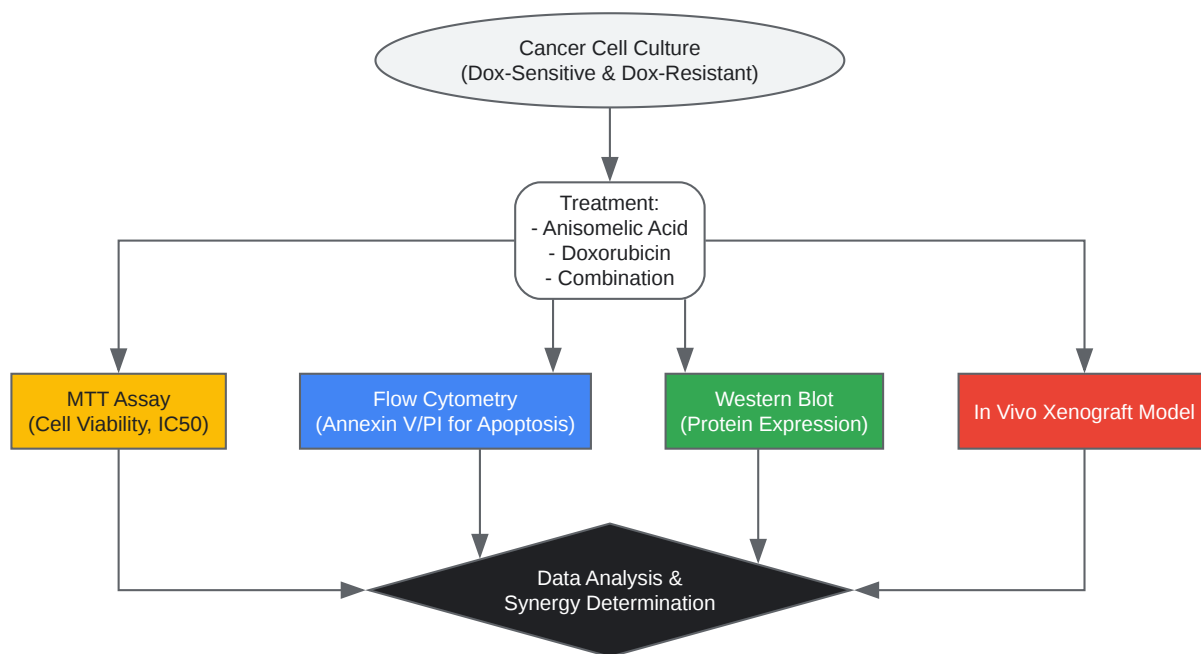 Cancer Cell Culture
(Dox-Sensitive & Dox-Resistant)
Treatment:
- Anisomelic Acid
- Doxorubicin
- Combination
MTT Assay
(Cell Viability, IC50)
Flow Cytometry
(Annexin V/PI for Apoptosis)
Western Blot
(Protein Expression)
In Vivo Xenograft Model
Data Analysis &
Synergy Determination